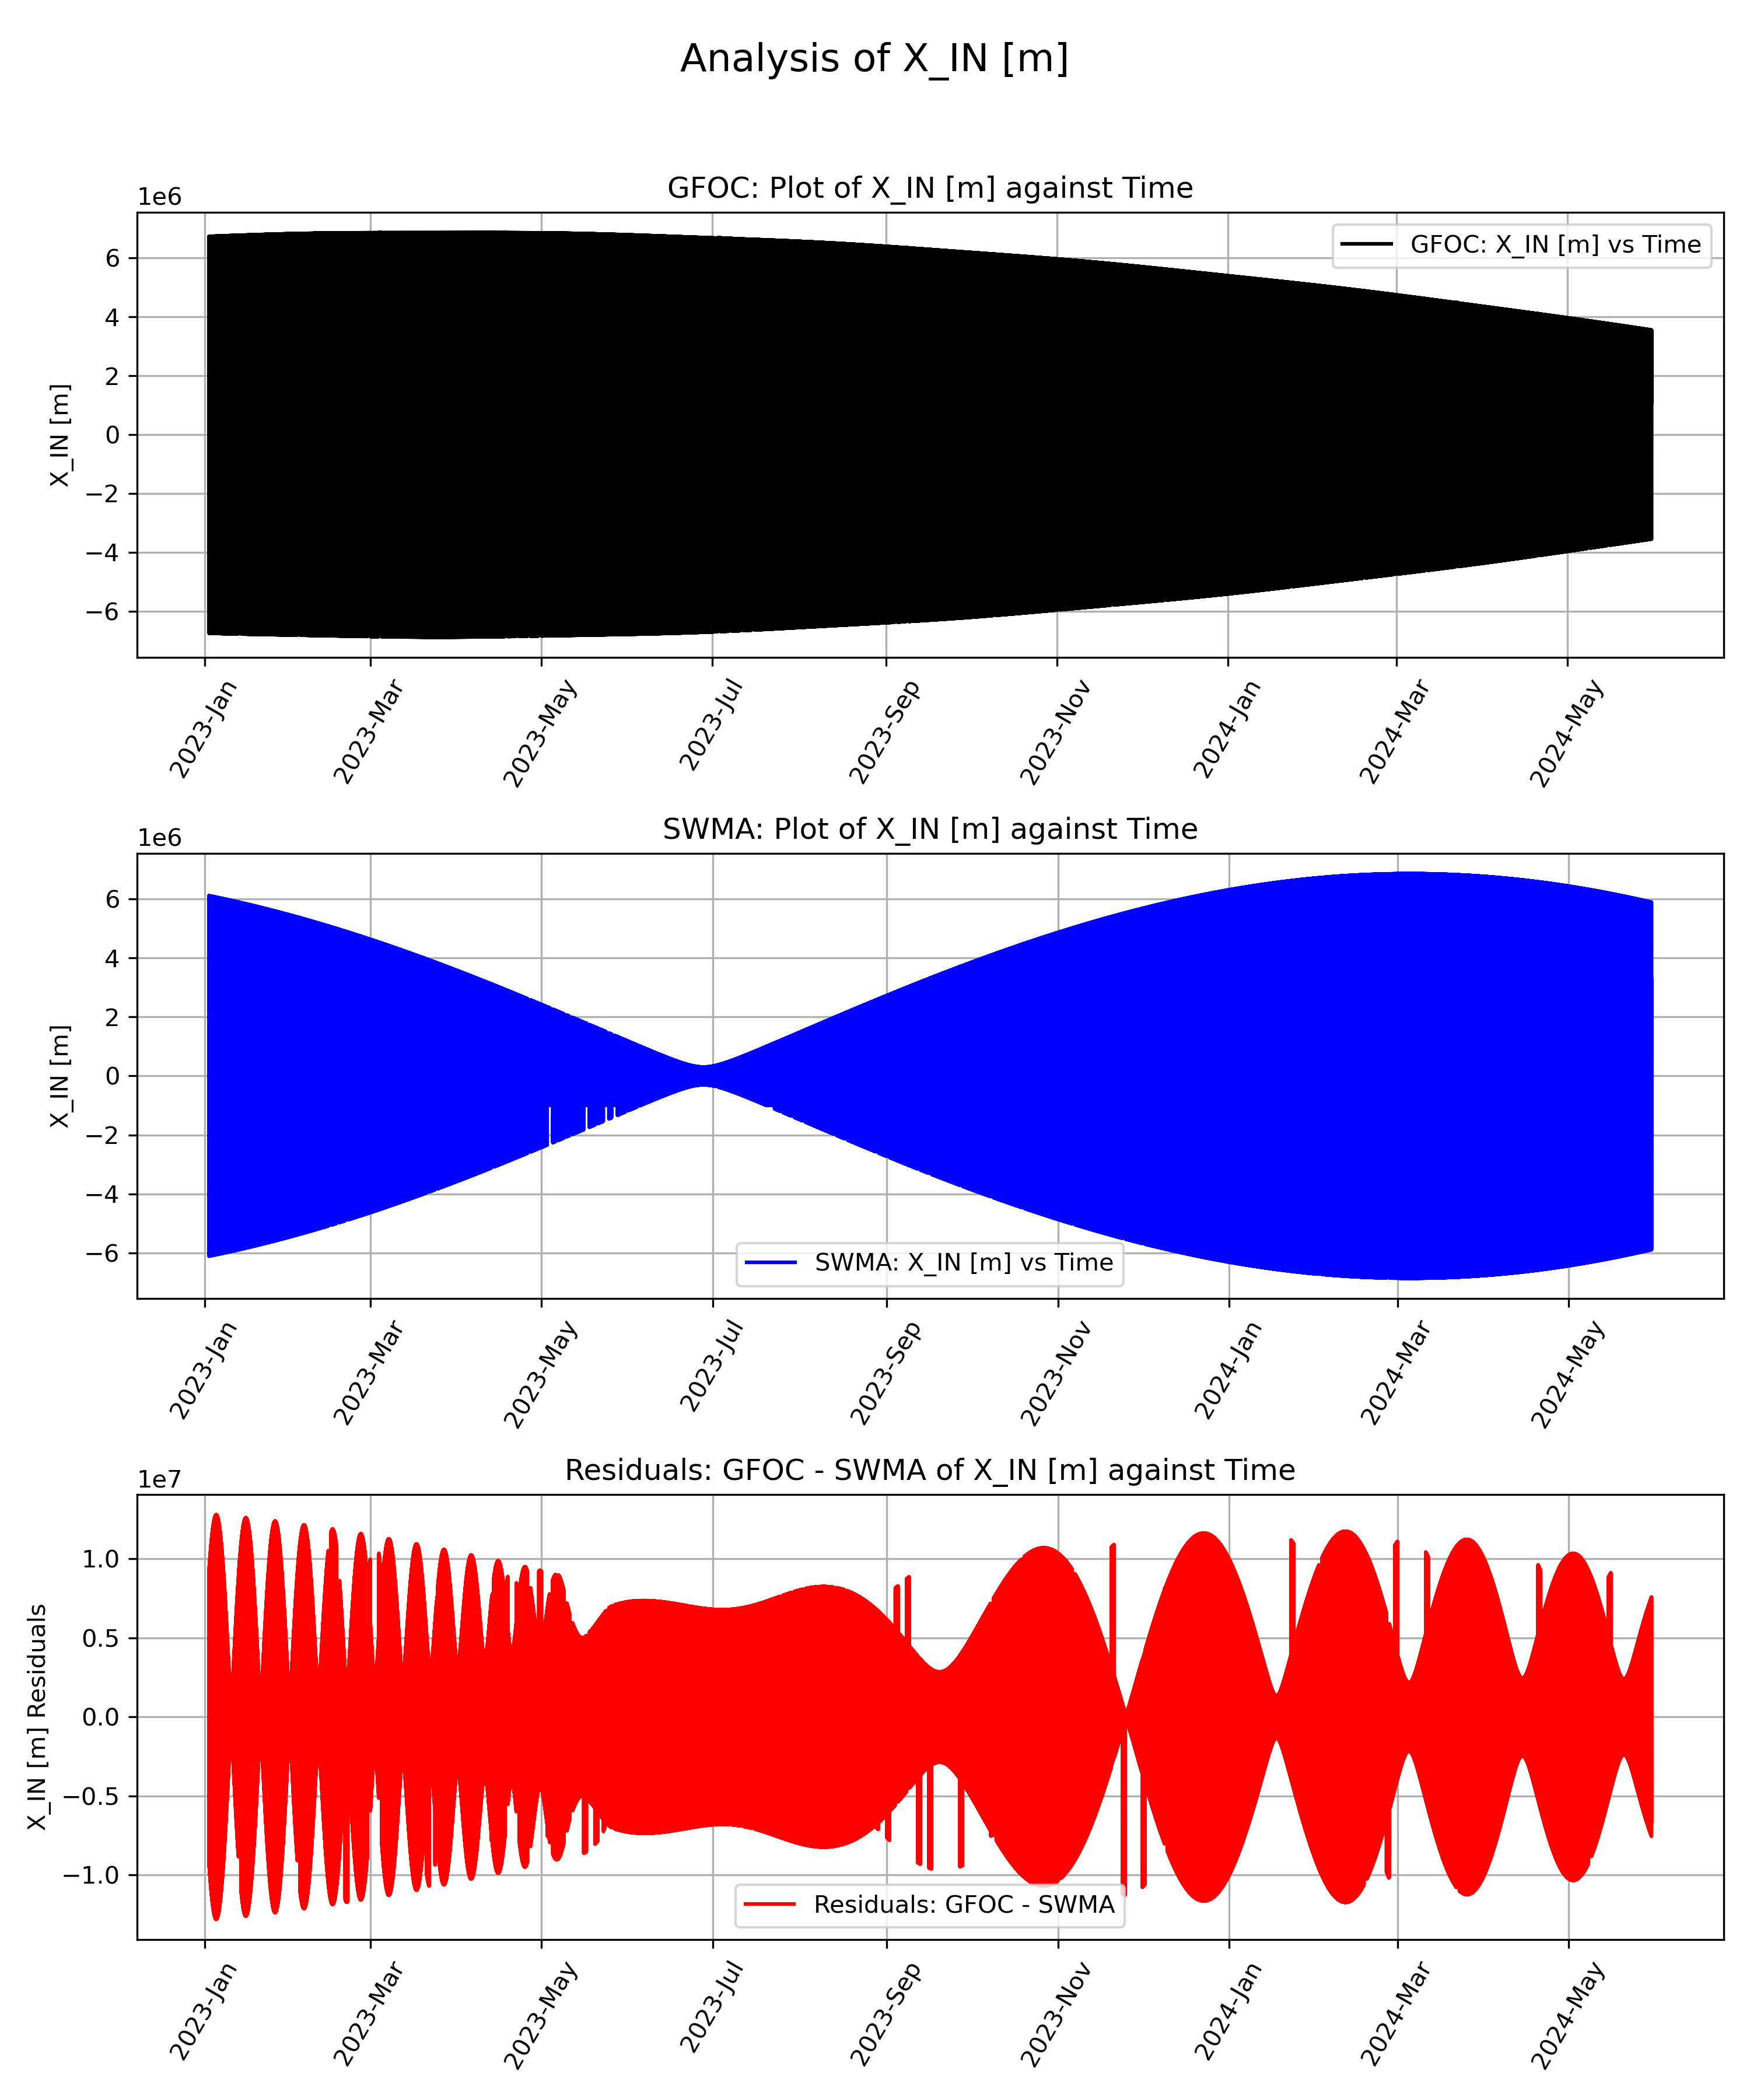 Analysis of X_IN [m]
GFOC: Plot of X_IN [m] against Time
1e6
GFOC: X_IN [m] vs Time
X_IN [m]
6
4
2
0
−2
−4
−6
2023-Jan
2023-Mar
2023-May
2023-Jul
2023-Sep
2023-Nov
2024-Jan
2024-Mar
2024-May
SWMA: Plot of X_IN [m] against Time
1e6
X_IN [m]
6
4
2
0
−2
−4
−6
SWMA: X_IN [m] vs Time
2023-Jan
2023-Mar
2023-May
2023-Jul
2023-Sep
2023-Nov
2024-Jan
2024-Mar
2024-May
Residuals: GFOC - SWMA of X_IN [m] against Time
1e7
X_IN [m] Residuals
1.0
0.5
0.0
−0.5
−1.0
Residuals: GFOC - SWMA
2023-Jan
2023-Mar
2023-May
2023-Jul
2023-Sep
2023-Nov
2024-Jan
2024-Mar
2024-May